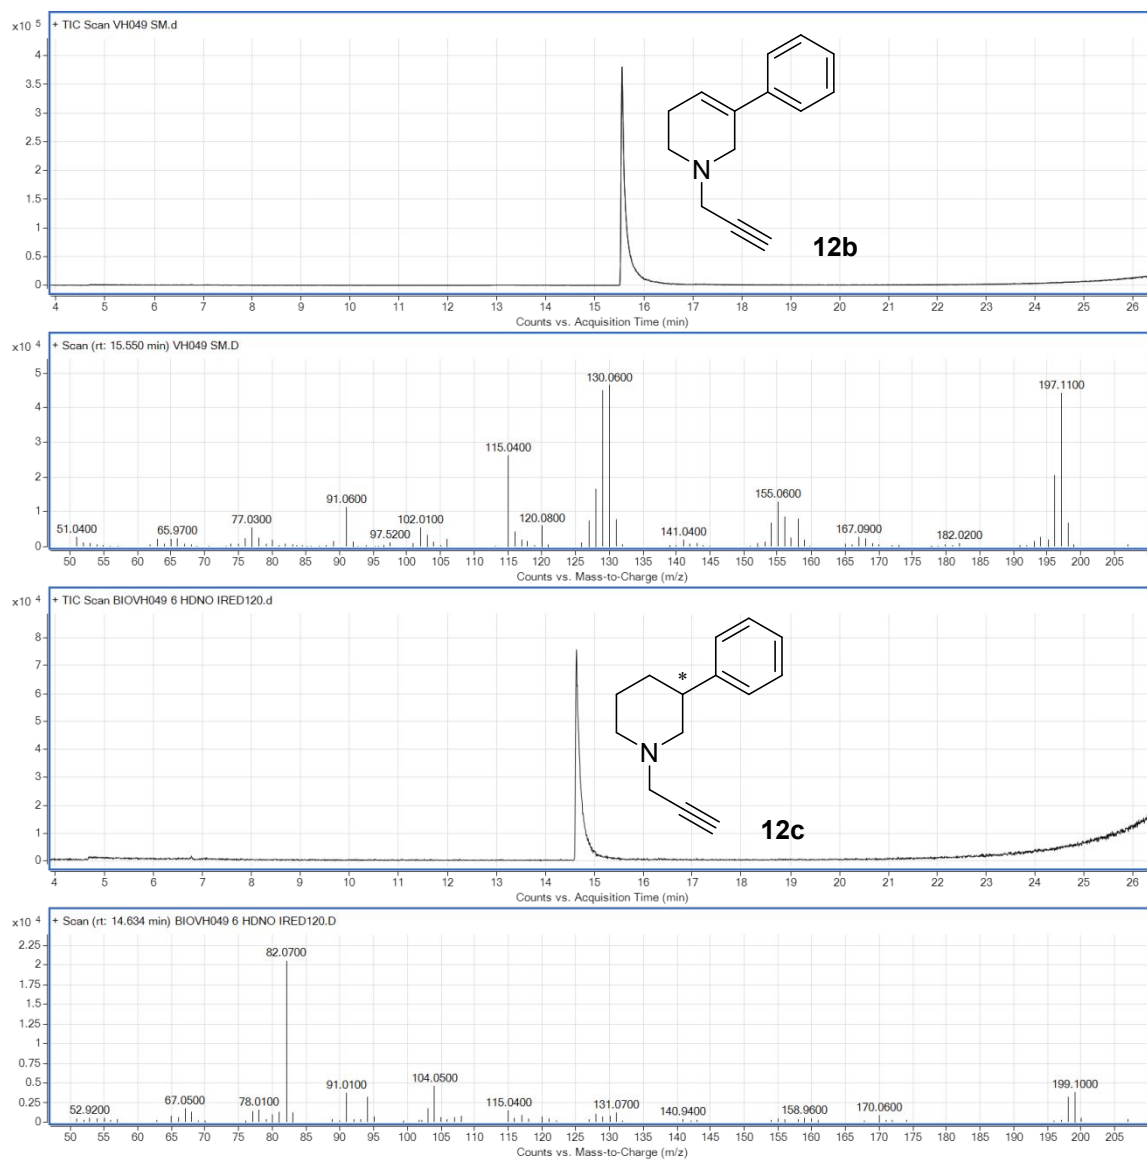 + TIC Scan VH049 SM.d
x10 5
4
3.5
3
2.5
2
1.5
1
0.5
0
N
12b
4 5 6 7 8 9 10 11 12 13 14 15 16 17 18 19 20 21 22 23 24 25 26
Counts vs. Acquisition Time (min)
+ Scan (rt: 15.550 min) VH049 SM.D
x10 4
5
4
3
2
1
0
51.0400 65.9700 77.0300 91.0600 97.5200 102.0100 115.0400 120.0800 130.0600 141.0400 155.0600 167.0900 182.0200 197.1100
50 55 60 65 70 75 80 85 90 95 100 105 110 115 120 125 130 135 140 145 150 155 160 165 170 175 180 185 190 195 200 205
Counts vs. Mass-to-Charge (m/z)
+ TIC Scan BIOVH049 6 HDNO IRED120.d
x10 4
8
7
6
5
4
3
2
1
0
*
N
12c
4 5 6 7 8 9 10 11 12 13 14 15 16 17 18 19 20 21 22 23 24 25 26
Counts vs. Acquisition Time (min)
+ Scan (rt: 14.634 min) BIOVH049 6 HDNO IRED120.D
x10 4
2.25
2
1.75
1.5
1.25
1
0.75
0.5
0.25
0
52.9200 67.0500 78.0100 82.0700 91.0100 104.0500 115.0400 131.0700 140.9400 158.9600 170.0600 199.1000
50 55 60 65 70 75 80 85 90 95 100 105 110 115 120 125 130 135 140 145 150 155 160 165 170 175 180 185 190 195 200 205
Counts vs. Mass-to-Charge (m/z)